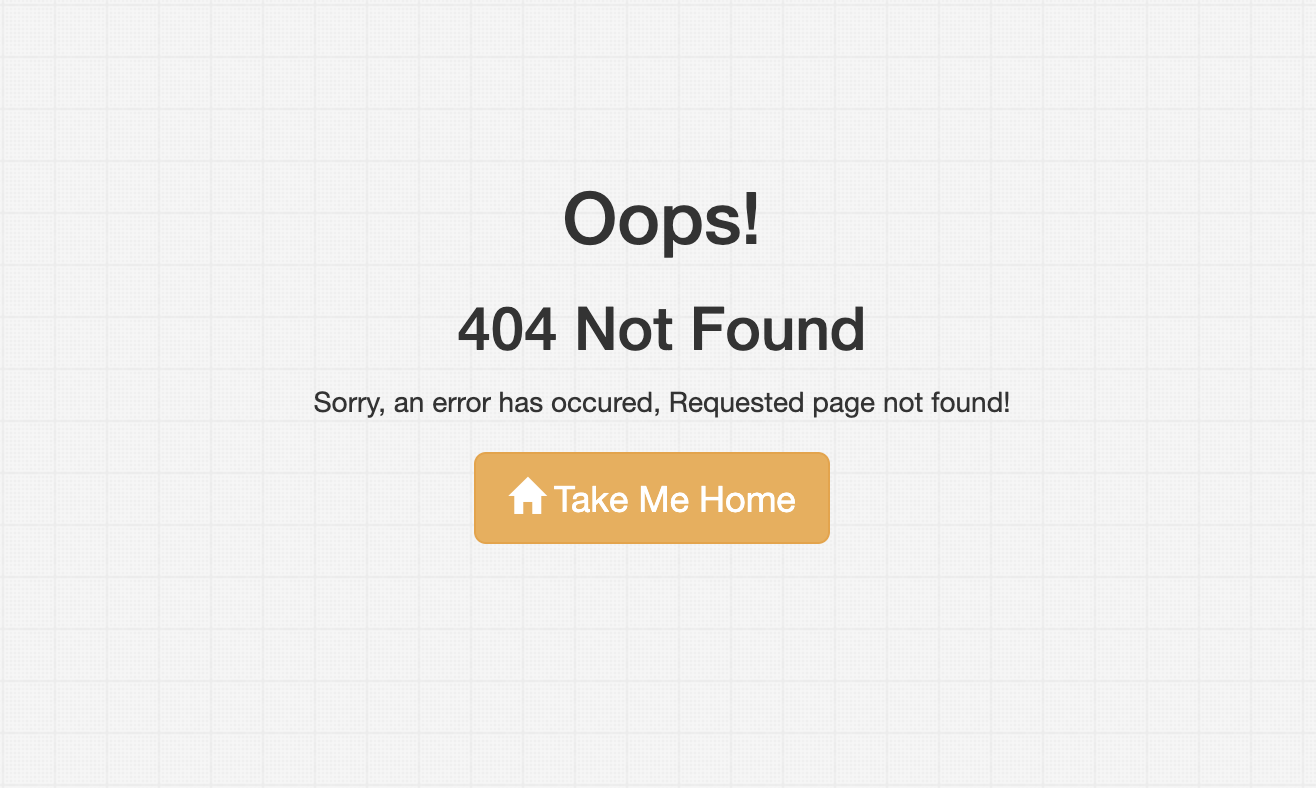 Oops!
404 Not Found
Sorry, an error has occured, Requested page not found!
Take Me Home